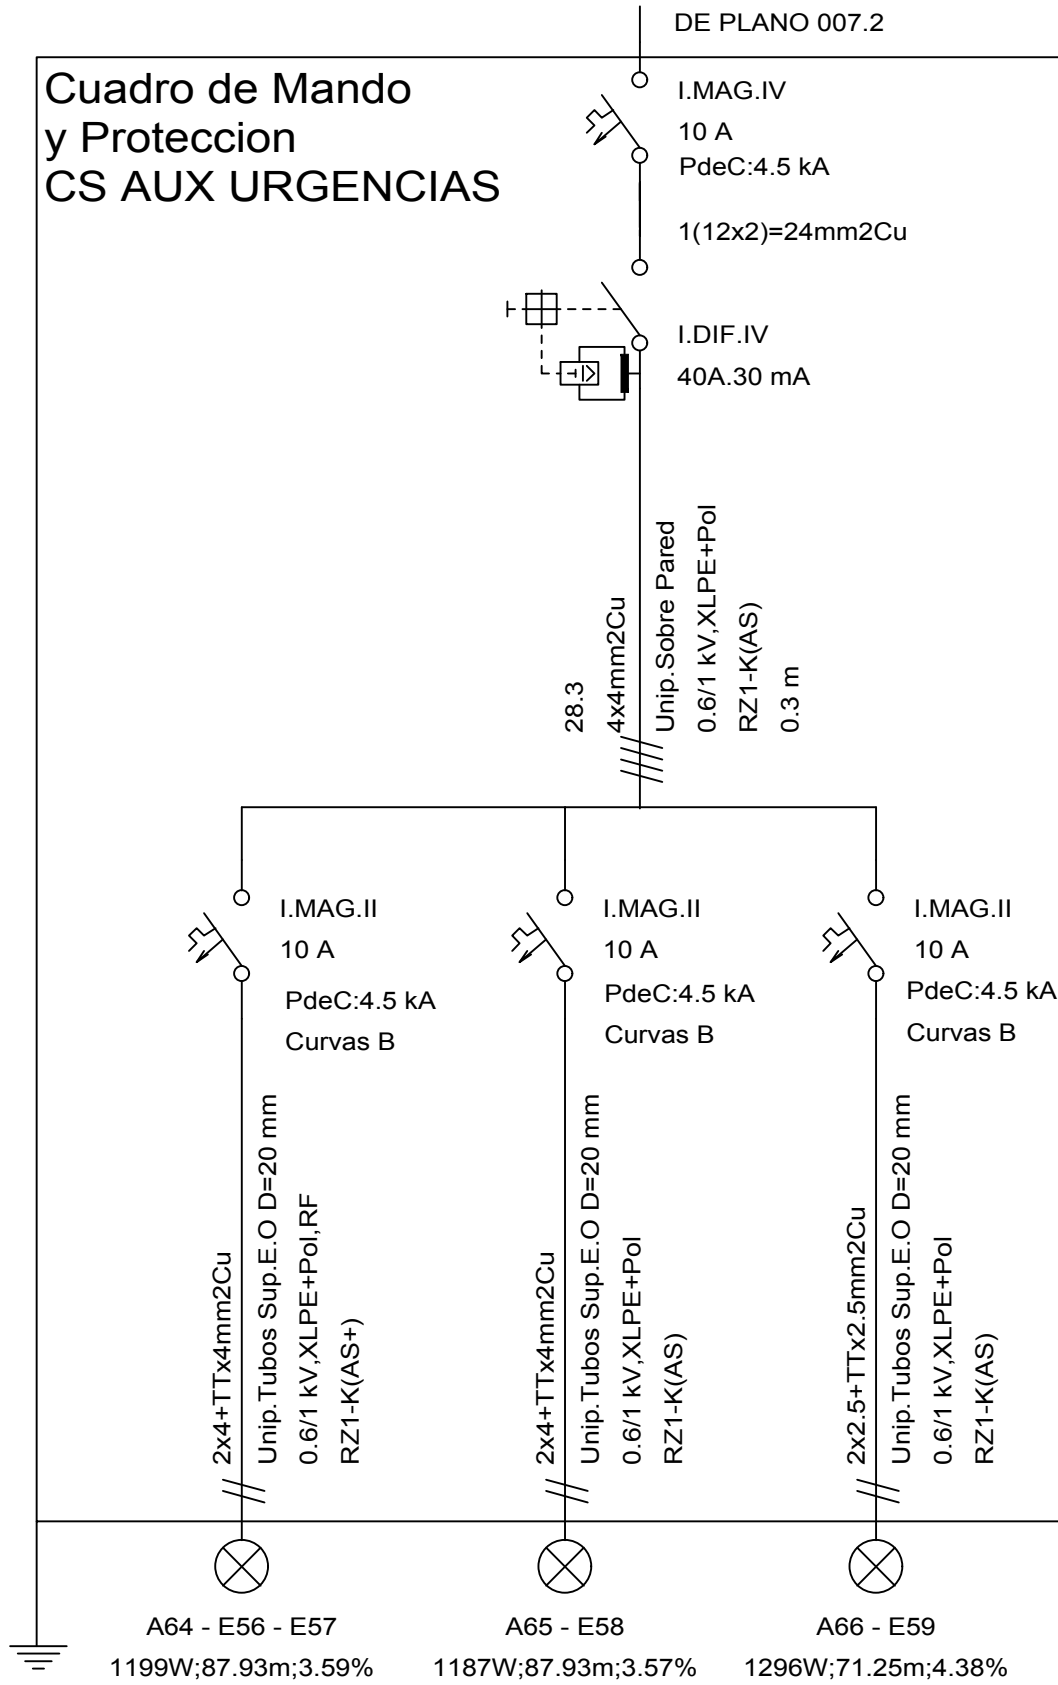 DE PLANO 007.2
Cuadro de Mando
y Proteccion
CS AUX URGENCIAS
I.MAG.IV
10 A
PdeC:4.5 kA
1(12x2)=24mm2Cu
I.DIF.IV
40A.30 mA
28.3
4x4mm2Cu
Unip.Sobre Pared
0.6/1 kV,XLPE+Pol
RZ1-K(AS)
0.3 m
I.MAG.II
10 A
PdeC:4.5 kA
Curvas B
I.MAG.II
10 A
PdeC:4.5 kA
Curvas B
I.MAG.II
10 A
PdeC:4.5 kA
Curvas B
2x4+TTx4mm2Cu
Unip.Tubos Sup.E.O D=20 mm
0.6/1 kV,XLPE+Pol,RF
RZ1-K(AS+)
2x4+TTx4mm2Cu
Unip.Tubos Sup.E.O D=20 mm
0.6/1 kV,XLPE+Pol
RZ1-K(AS)
2x2.5+TTx2.5mm2Cu
Unip.Tubos Sup.E.O D=20 mm
0.6/1 kV,XLPE+Pol
RZ1-K(AS)
A64 - E56 - E57
1199W;87.93m;3.59%
A65 - E58
1187W;87.93m;3.57%
A66 - E59
1296W;71.25m;4.38%